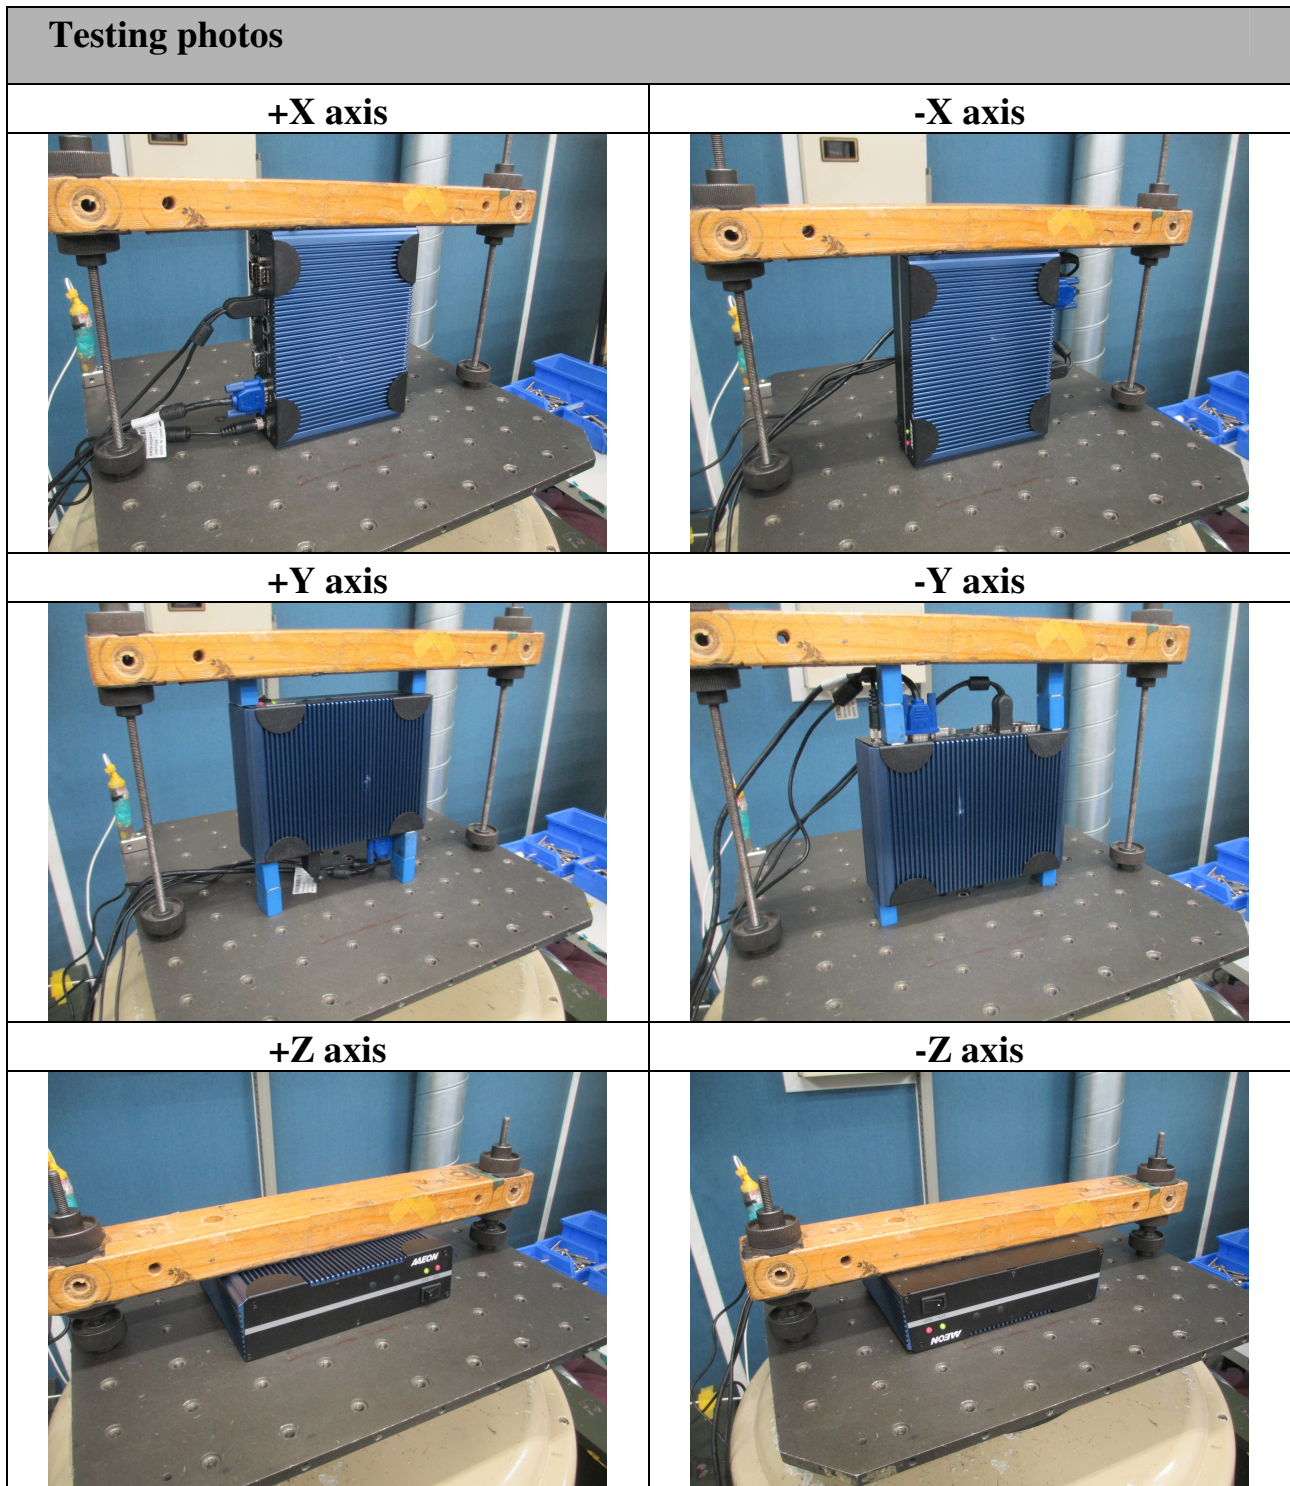 Testing photos
+X axis
-X axis
+Y axis
-Y axis
+Z axis
-Z axis
AAEON
AAEON